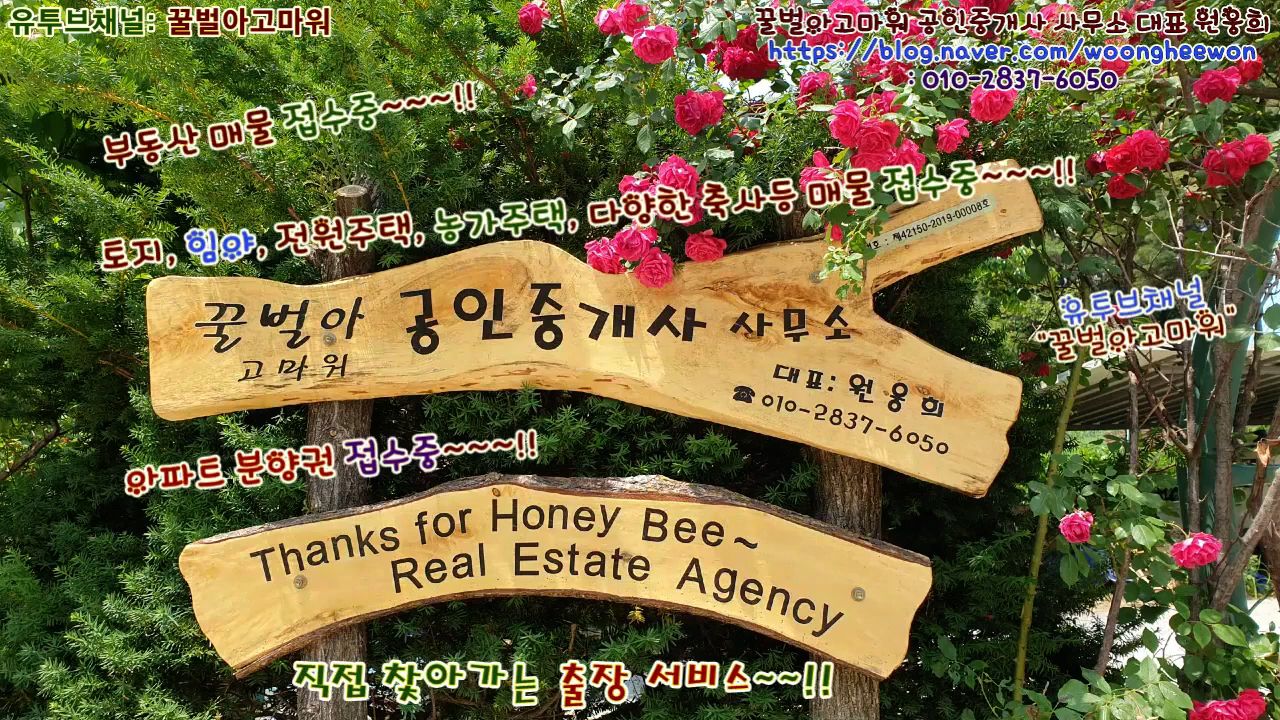 유투브채널: 꿀벌아고마워
꿀벌아고마워 공인중개사 사무소 대표 원웅희
https://blog.naver.com/woongheewon
: 010-2837-6050
부동산 매물 접수중~~~!!
토지, 임야, 전원주택, 농가주택, 다양한 축사등 매물 접수중~~~!!
호 : 제42150-2019-00008호
꿀벌아 공인중개사 사무소
고마워
대표: 원웅희
☎010-2837-6050
유투브채널
"꿀벌아고마워"
아파트 분양권 접수중~~~!!
Thanks for Honey Bee~
Real Estate Agency
직접 찾아가는 출장 서비스~~!!